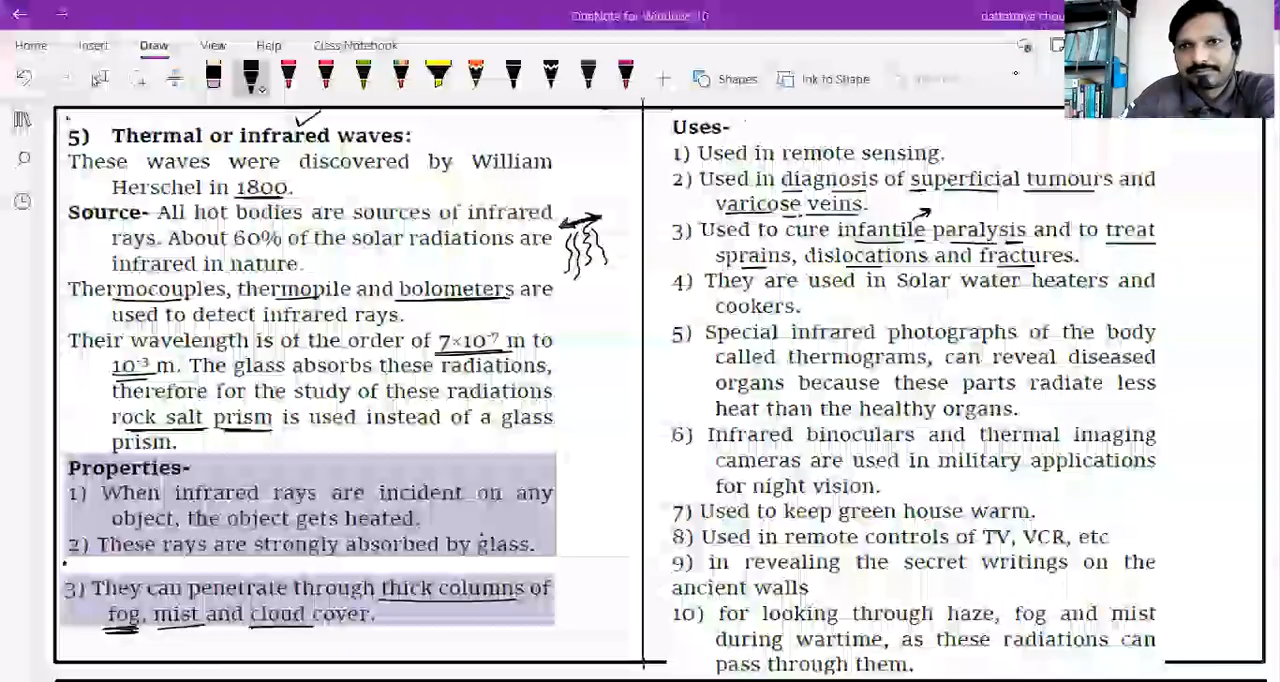 OneNote for Windows 10
Home Insert Draw View Help Class Notebook
Shapes Ink to Shape
5) Thermal or infrared waves:
These waves were discovered by William
Herschel in 1800.
Source- All hot bodies are sources of infrared
rays. About 60% of the solar radiations are
infrared in nature.
Thermocouples, thermopile and bolometers are
used to detect infrared rays.
Their wavelength is of the order of 7×10⁻⁷ m to
10⁻³ m. The glass absorbs these radiations,
therefore for the study of these radiations
rock salt prism is used instead of a glass
prism.
Properties-
1) When infrared rays are incident on any
object, the object gets heated.
2) These rays are strongly absorbed by glass.
3) They can penetrate through thick columns of
fog, mist and cloud cover.
Uses-
1) Used in remote sensing.
2) Used in diagnosis of superficial tumours and
varicose veins.
3) Used to cure infantile paralysis and to treat
sprains, dislocations and fractures.
4) They are used in Solar water heaters and
cookers.
5) Special infrared photographs of the body
called thermograms, can reveal diseased
organs because these parts radiate less
heat than the healthy organs.
6) Infrared binoculars and thermal imaging
cameras are used in military applications
for night vision.
7) Used to keep green house warm.
8) Used in remote controls of TV, VCR, etc
9) in revealing the secret writings on the
ancient walls
10) for looking through haze, fog and mist
during wartime, as these radiations can
pass through them.